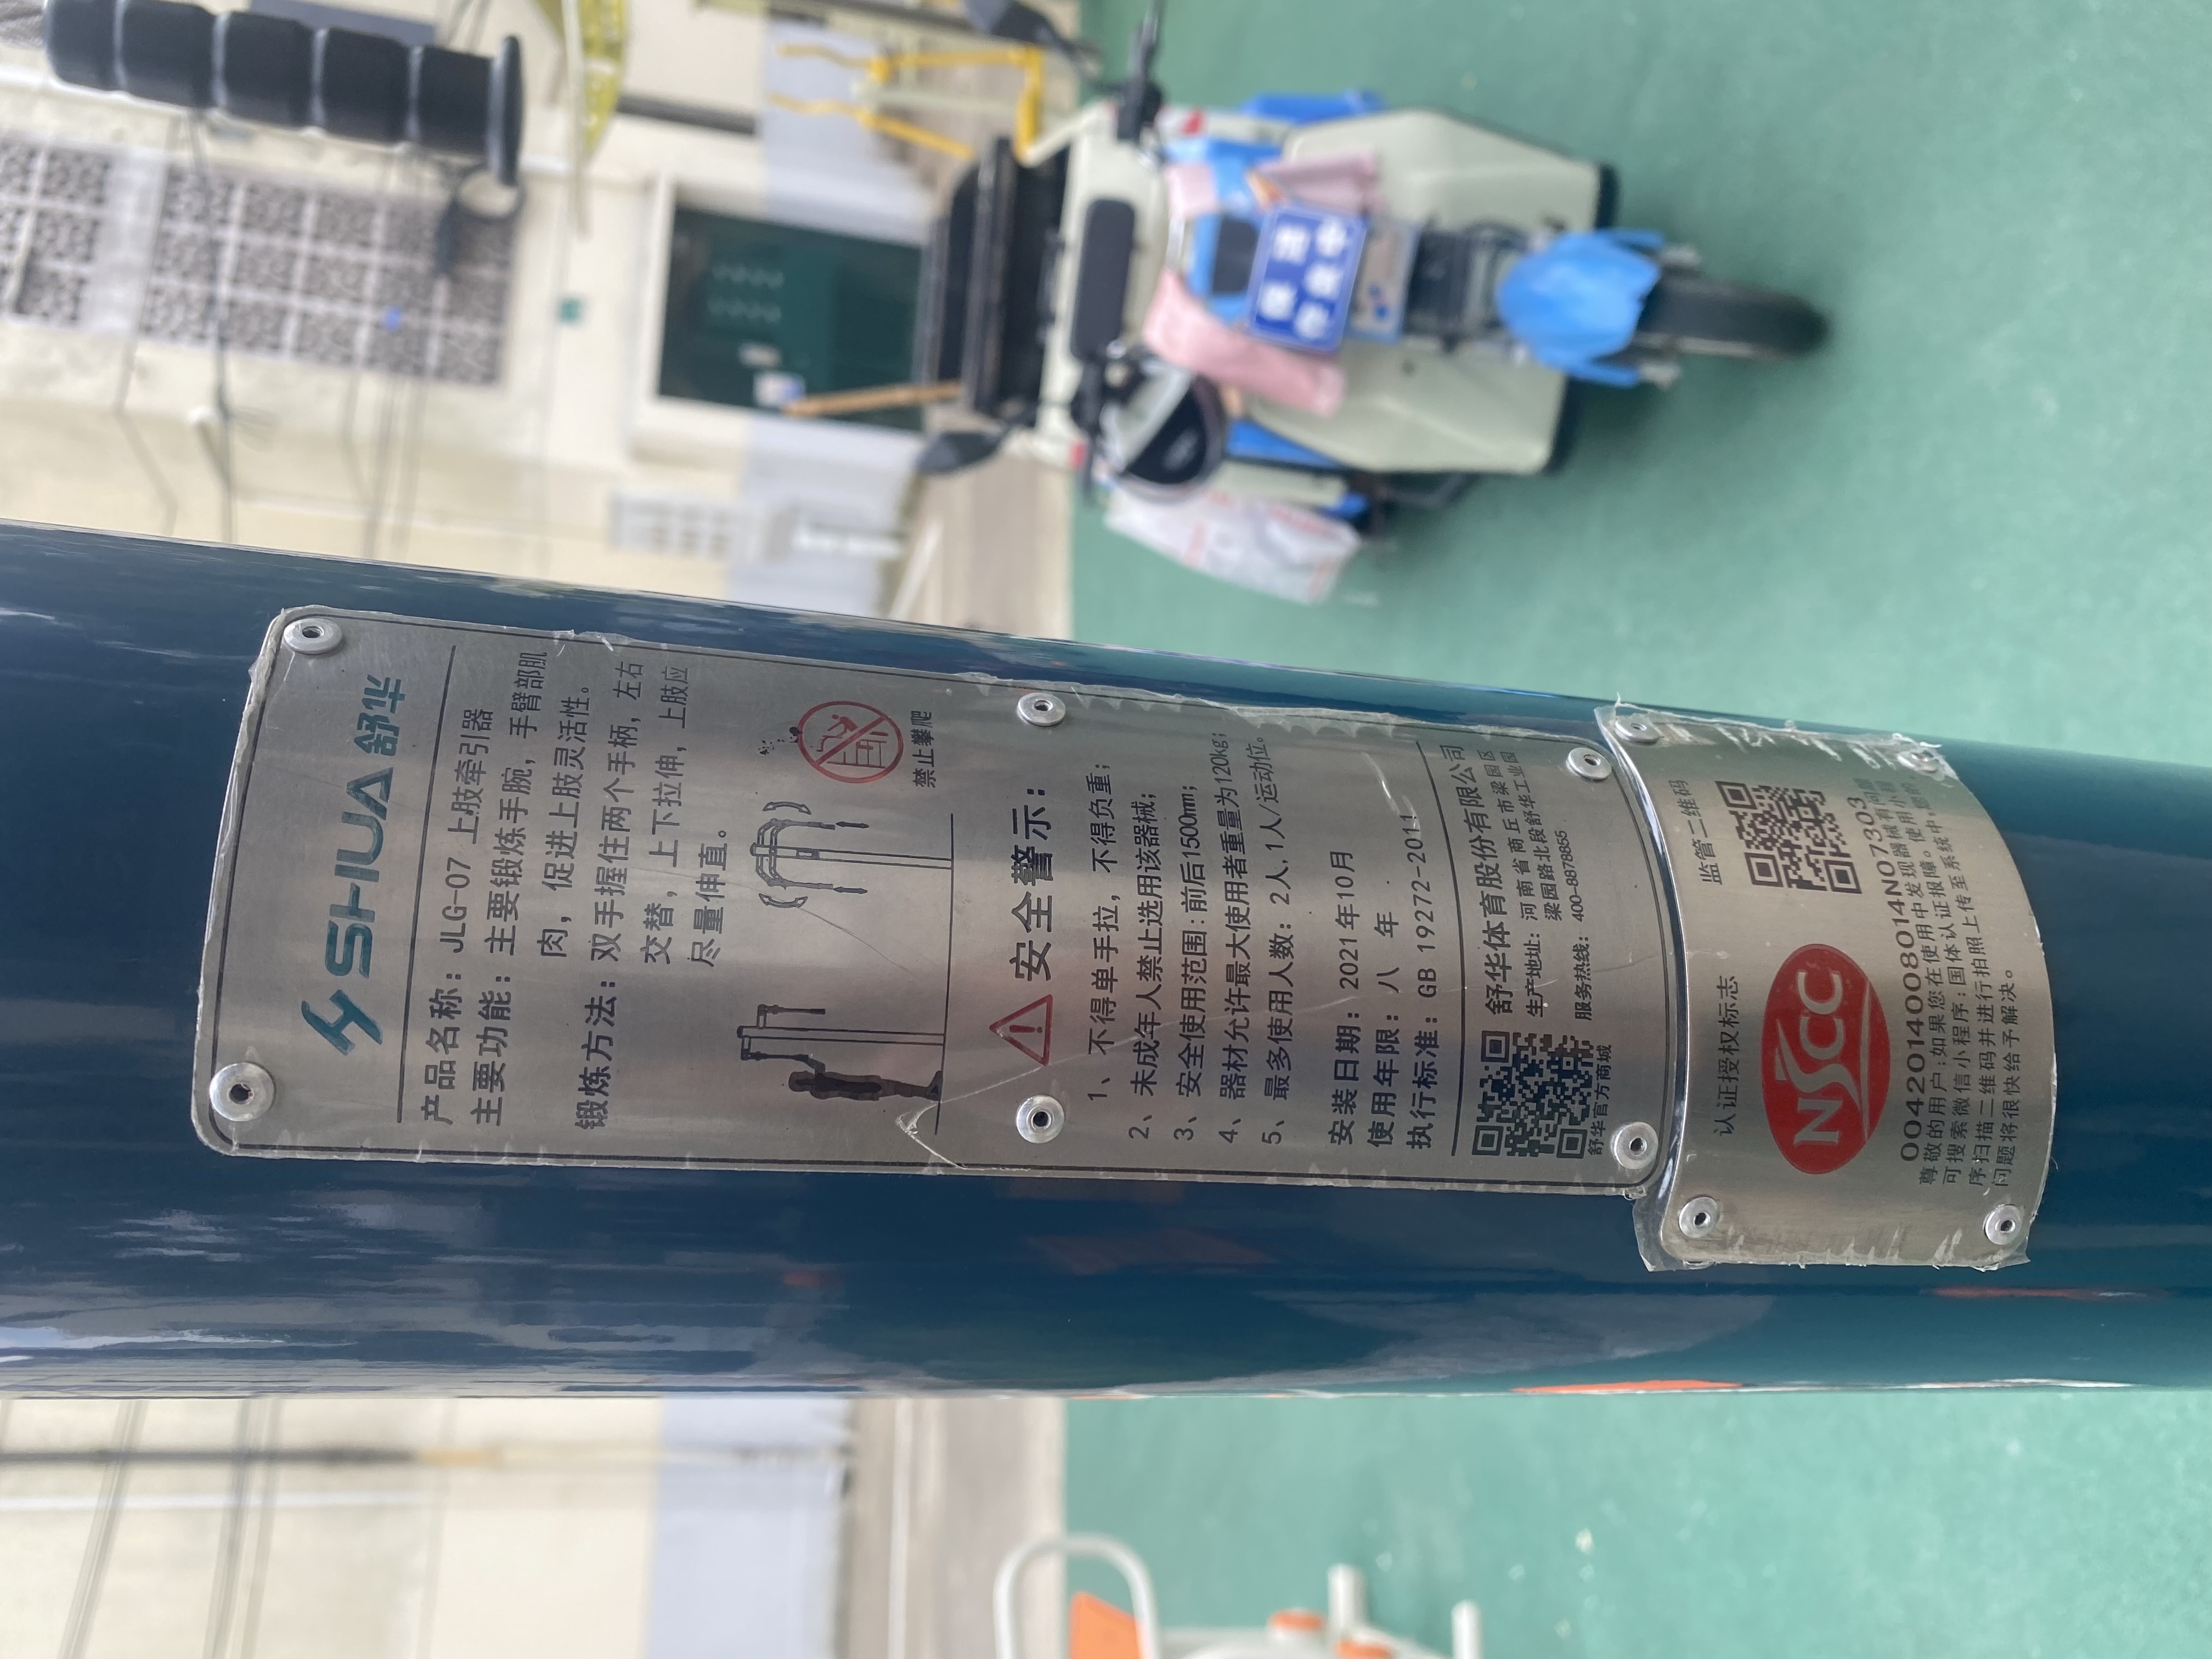 SHUA 舒华
产品名称：JLG-07 上肢牵引器
主要功能：主要锻炼手腕，手臂部肌
肉，促进上肢灵活性。
锻炼方法：双手握住两个手柄，左右
交替，上下拉伸，上肢应
尽量伸直。
禁止攀爬
安全警示：
1、不得单手拉，不得负重；
2、未成年人禁止选用该器械；
3、安全使用范围：前后1500mm；
4、器材允许最大使用者重量为120kg；
5、最多使用人数：2人，1人/运动位。
安装日期：2021年10月
使用年限：八 年
执行标准：GB 19272-2011
舒华体育股份有限公司
生产地址：河南省商丘市梁园区
梁园路北段舒华工业园
服务热线：400-8878855
舒华官方商城
认证授权标志
监管二维码
NSCC
0042014008014N07303
尊敬的用户：如果您在使用中发现器械有问题
可搜索微信小程序：国体认证报障。使用小程
序扫描二维码并进行拍照上传至系统中，您的
问题将很快给予解决。